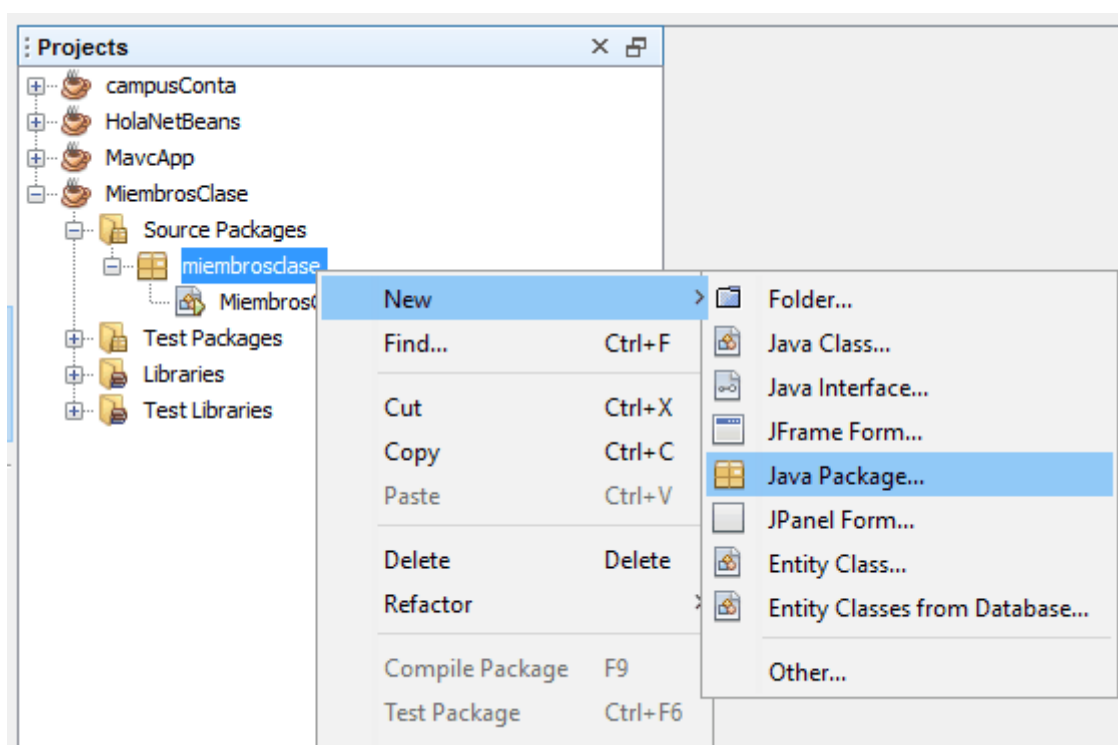 Projects
campusConta
HolaNetBeans
MavcApp
MiembrosClase
Source Packages
miembrosclase
MiembrosC
Test Packages
Libraries
Test Libraries
New
Find... Ctrl+F
Cut Ctrl+X
Copy Ctrl+C
Paste Ctrl+V
Delete Delete
Refactor
Compile Package F9
Test Package Ctrl+F6
Folder...
Java Class...
Java Interface...
JFrame Form...
Java Package...
JPanel Form...
Entity Class...
Entity Classes from Database...
Other...